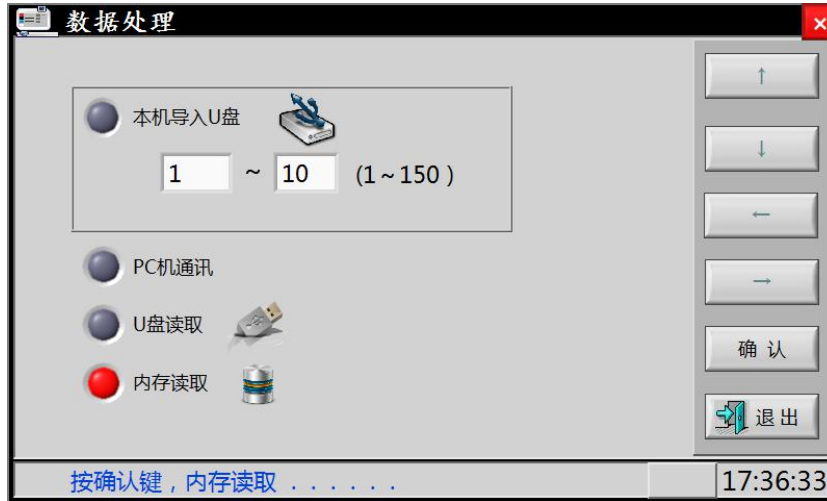 数据处理
×
本机导入U盘
1 ~ 10 (1~150)
PC机通讯
U盘读取
内存读取
↑
↓
←
→
确 认
退 出
按确认键，内存读取 . . . . . .
17:36:33